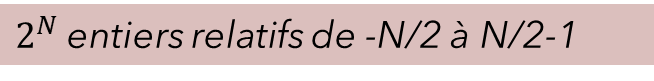 2^N entiers relatifs de -N/2 à N/2-1